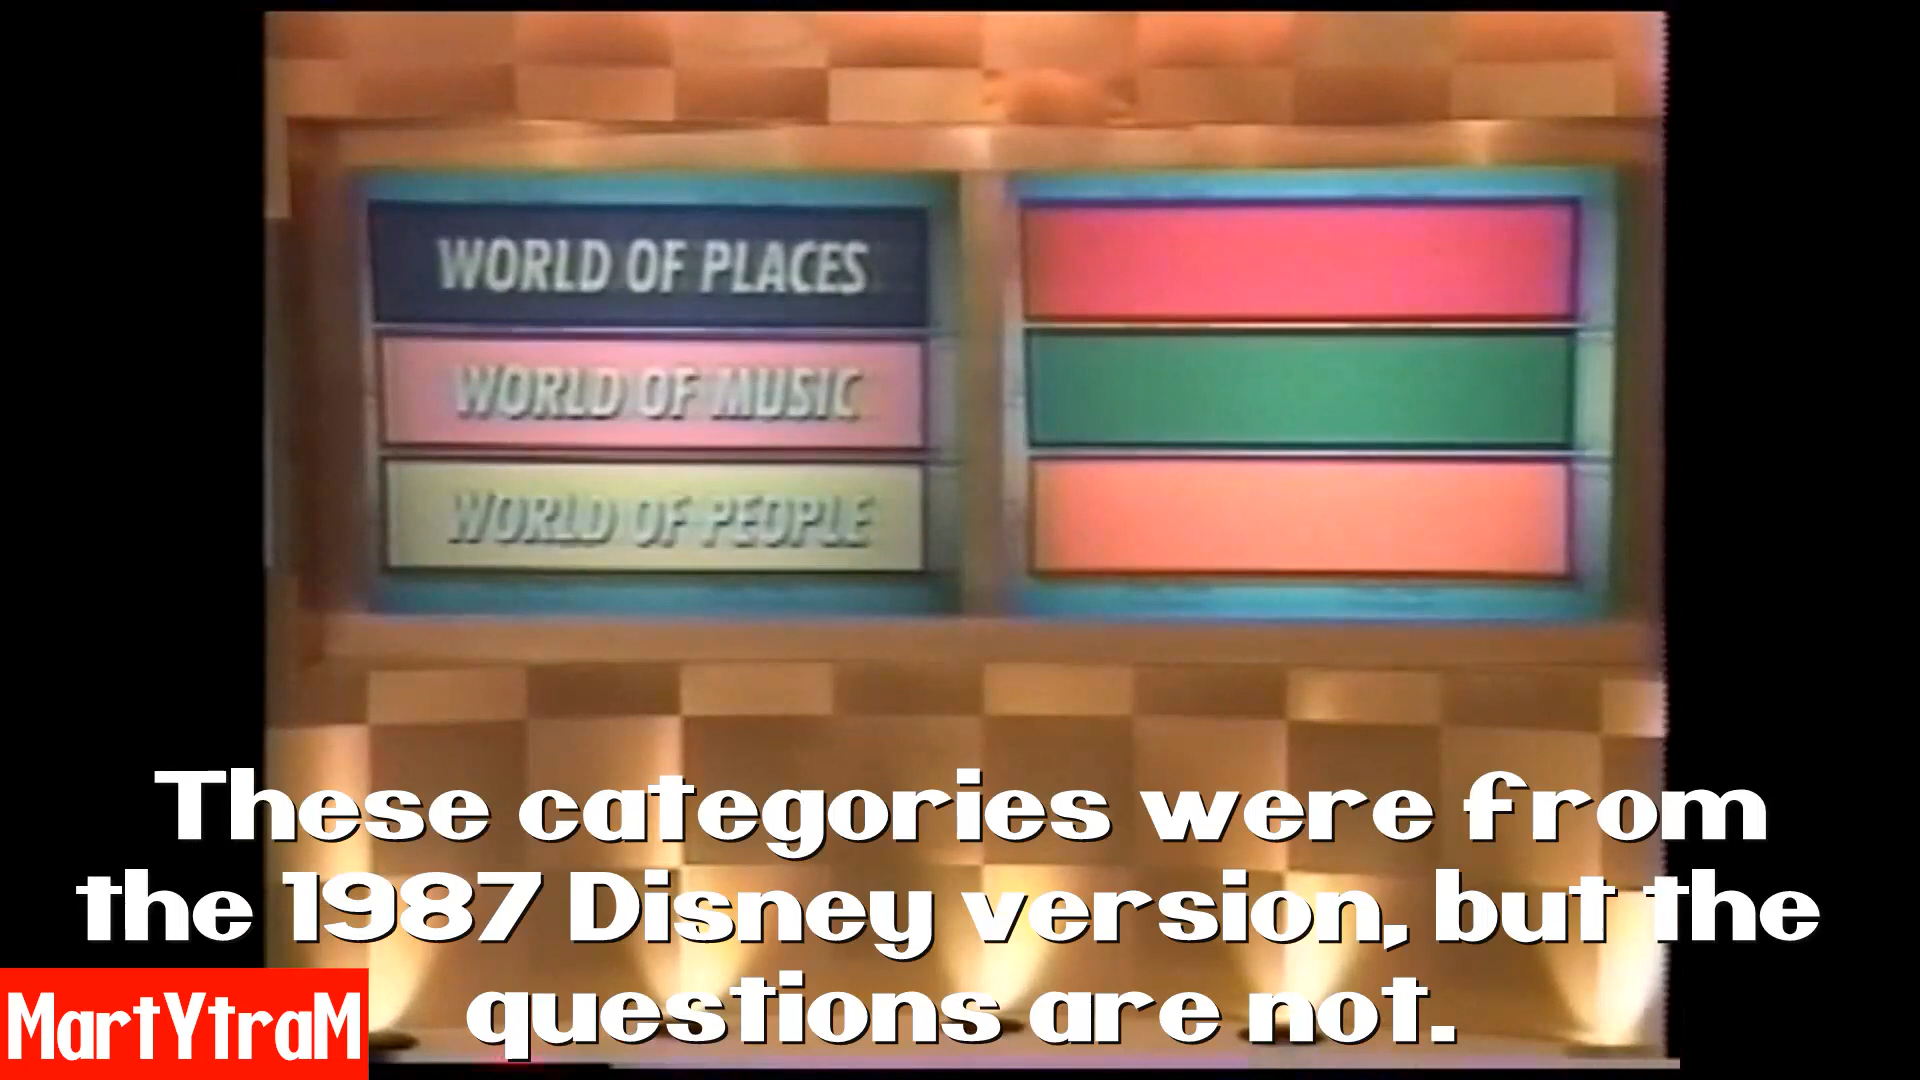 WORLD OF PLACES
WORLD OF MUSIC
WORLD OF PEOPLE
These categories were from
the 1987 Disney version, but the
questions are not.
MartYtraM